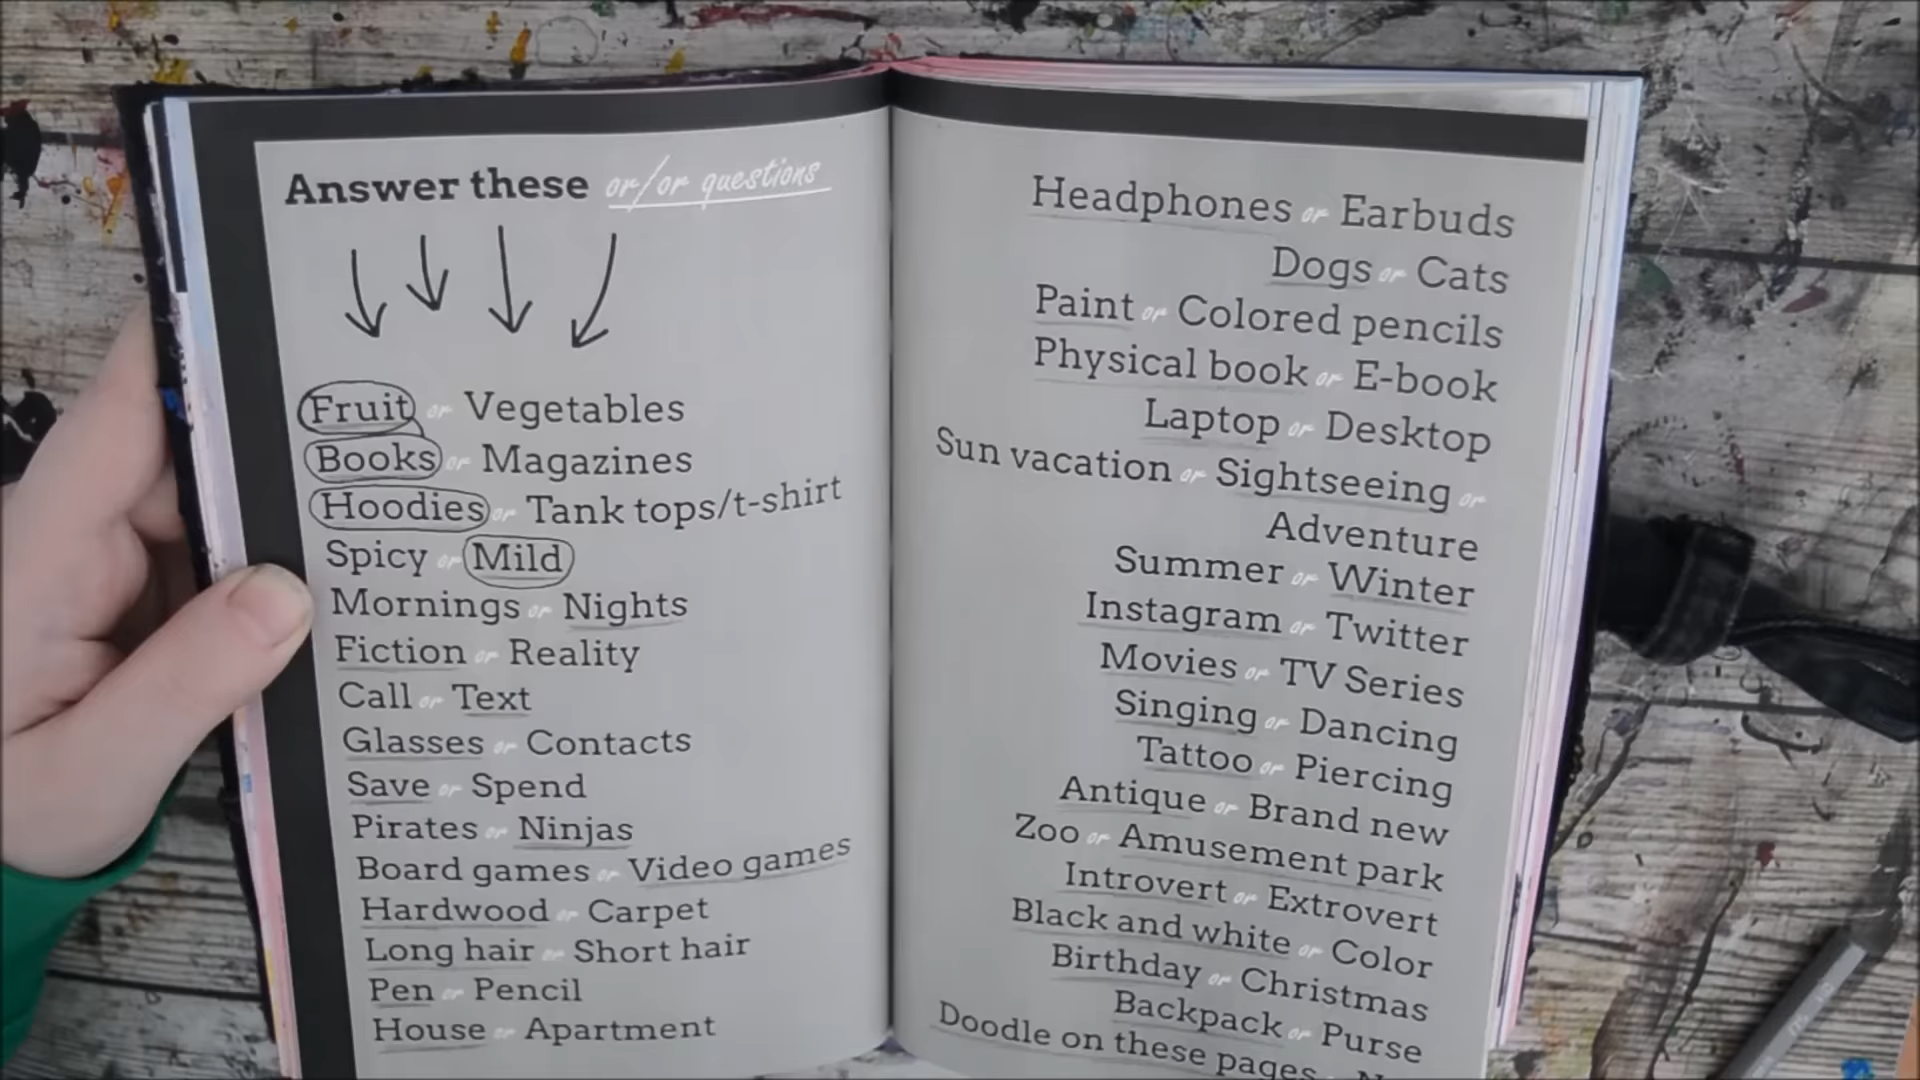 Answer these or/or questions
Fruit or Vegetables
Books or Magazines
Hoodies or Tank tops/t-shirt
Spicy or Mild
Mornings or Nights
Fiction or Reality
Call or Text
Glasses or Contacts
Save or Spend
Pirates or Ninjas
Board games or Video games
Hardwood or Carpet
Long hair or Short hair
Pen or Pencil
House or Apartment
Headphones or Earbuds
Dogs or Cats
Paint or Colored pencils
Physical book or E-book
Laptop or Desktop
Sun vacation or Sightseeing or
Adventure
Summer or Winter
Instagram or Twitter
Movies or TV Series
Singing or Dancing
Tattoo or Piercing
Antique or Brand new
Zoo or Amusement park
Introvert or Extrovert
Black and white or Color
Birthday or Christmas
Backpack or Purse
Doodle on these pages